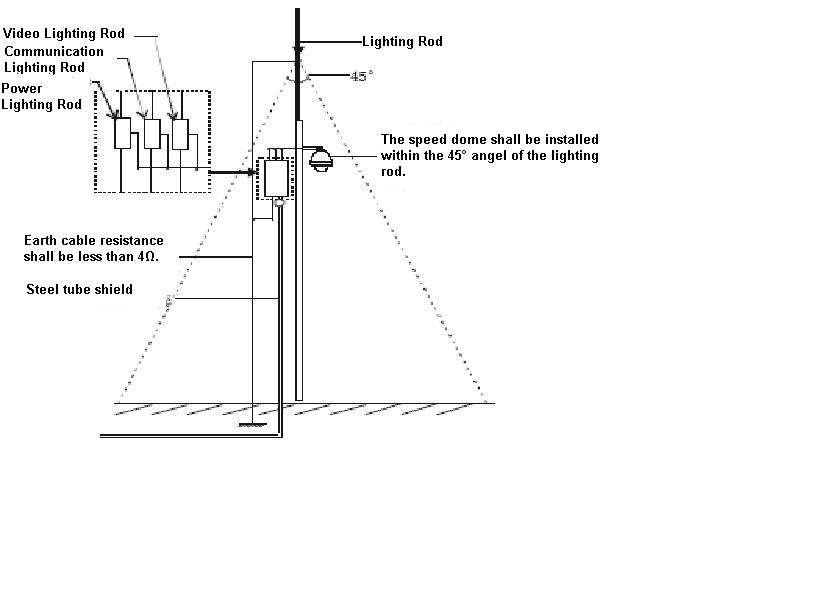 Video Lighting Rod
Communication
Lighting Rod
Power
Lighting Rod
Lighting Rod
45°
The speed dome shall be installed
within the 45° angel of the lighting
rod.
Earth cable resistance
shall be less than 4Ω.
Steel tube shield